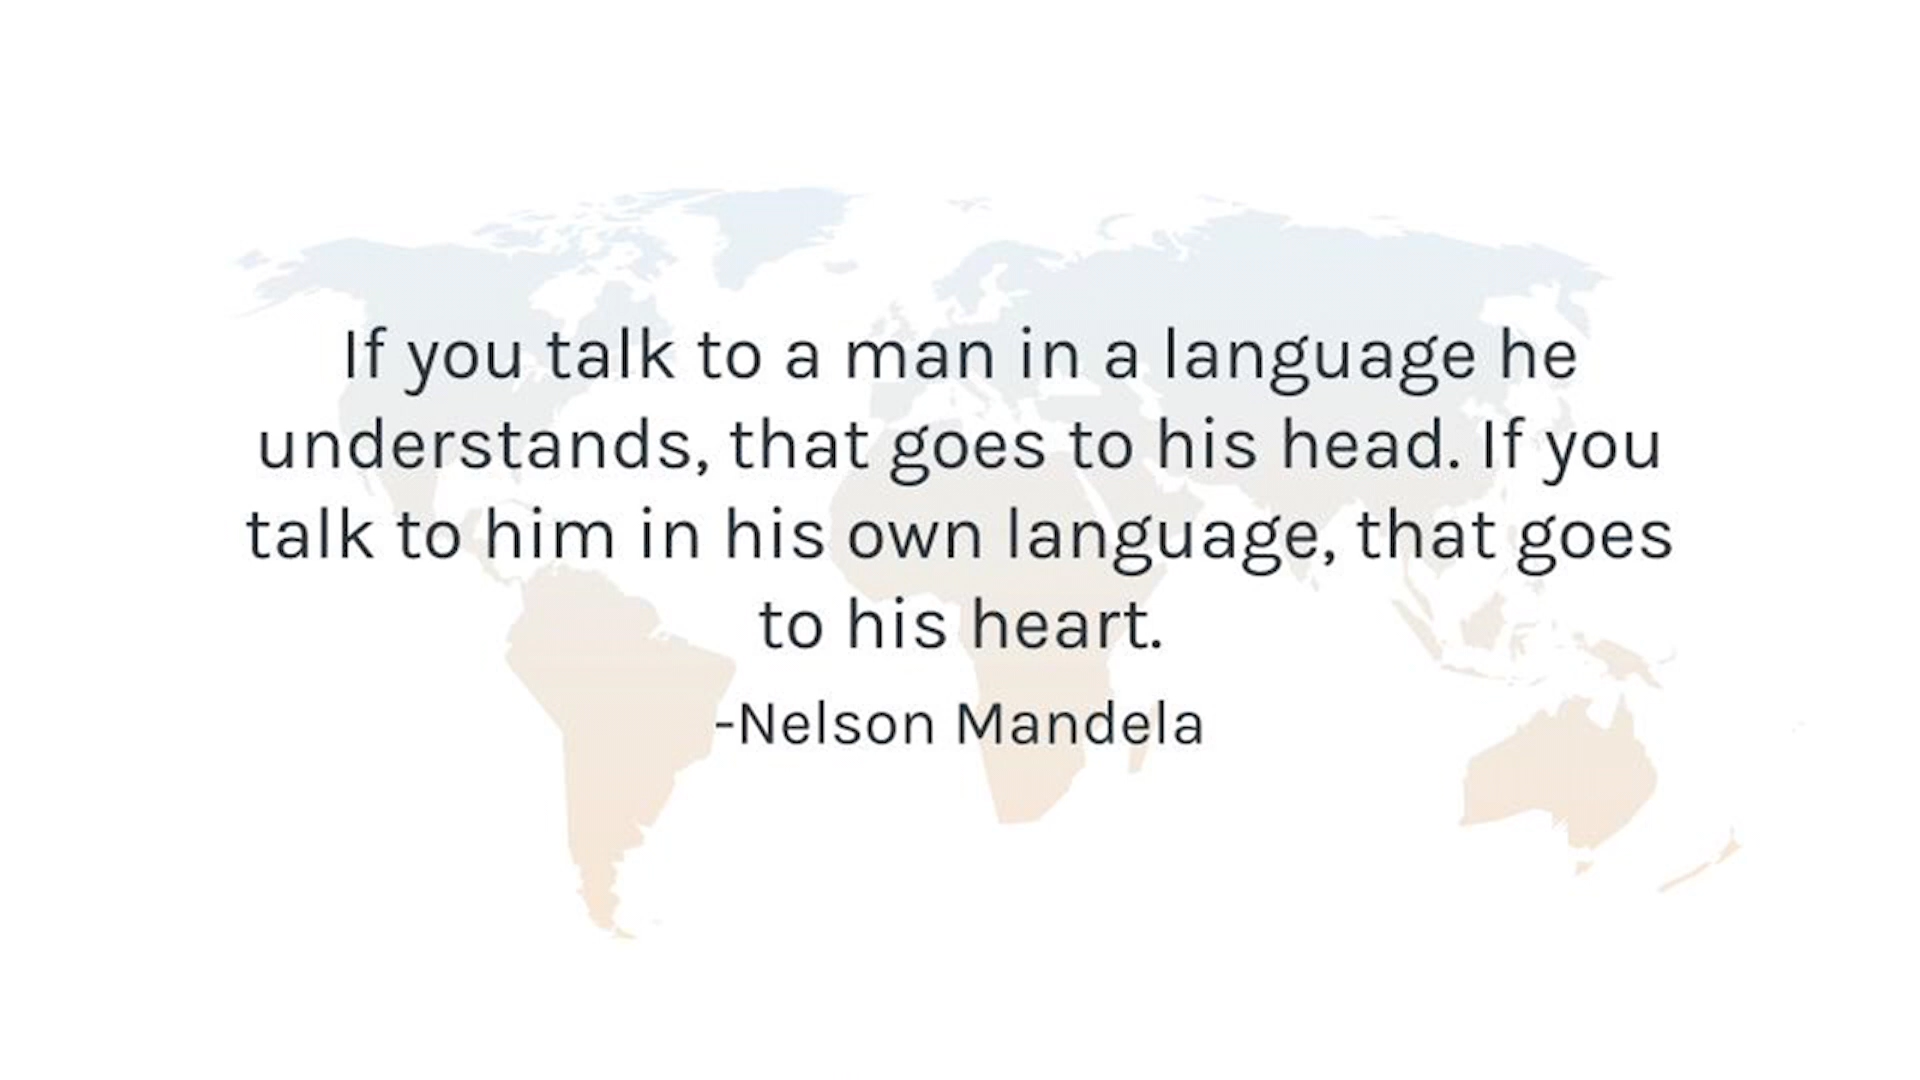 If you talk to a man in a language he
understands, that goes to his head. If you
talk to him in his own language, that goes
to his heart.
-Nelson Mandela